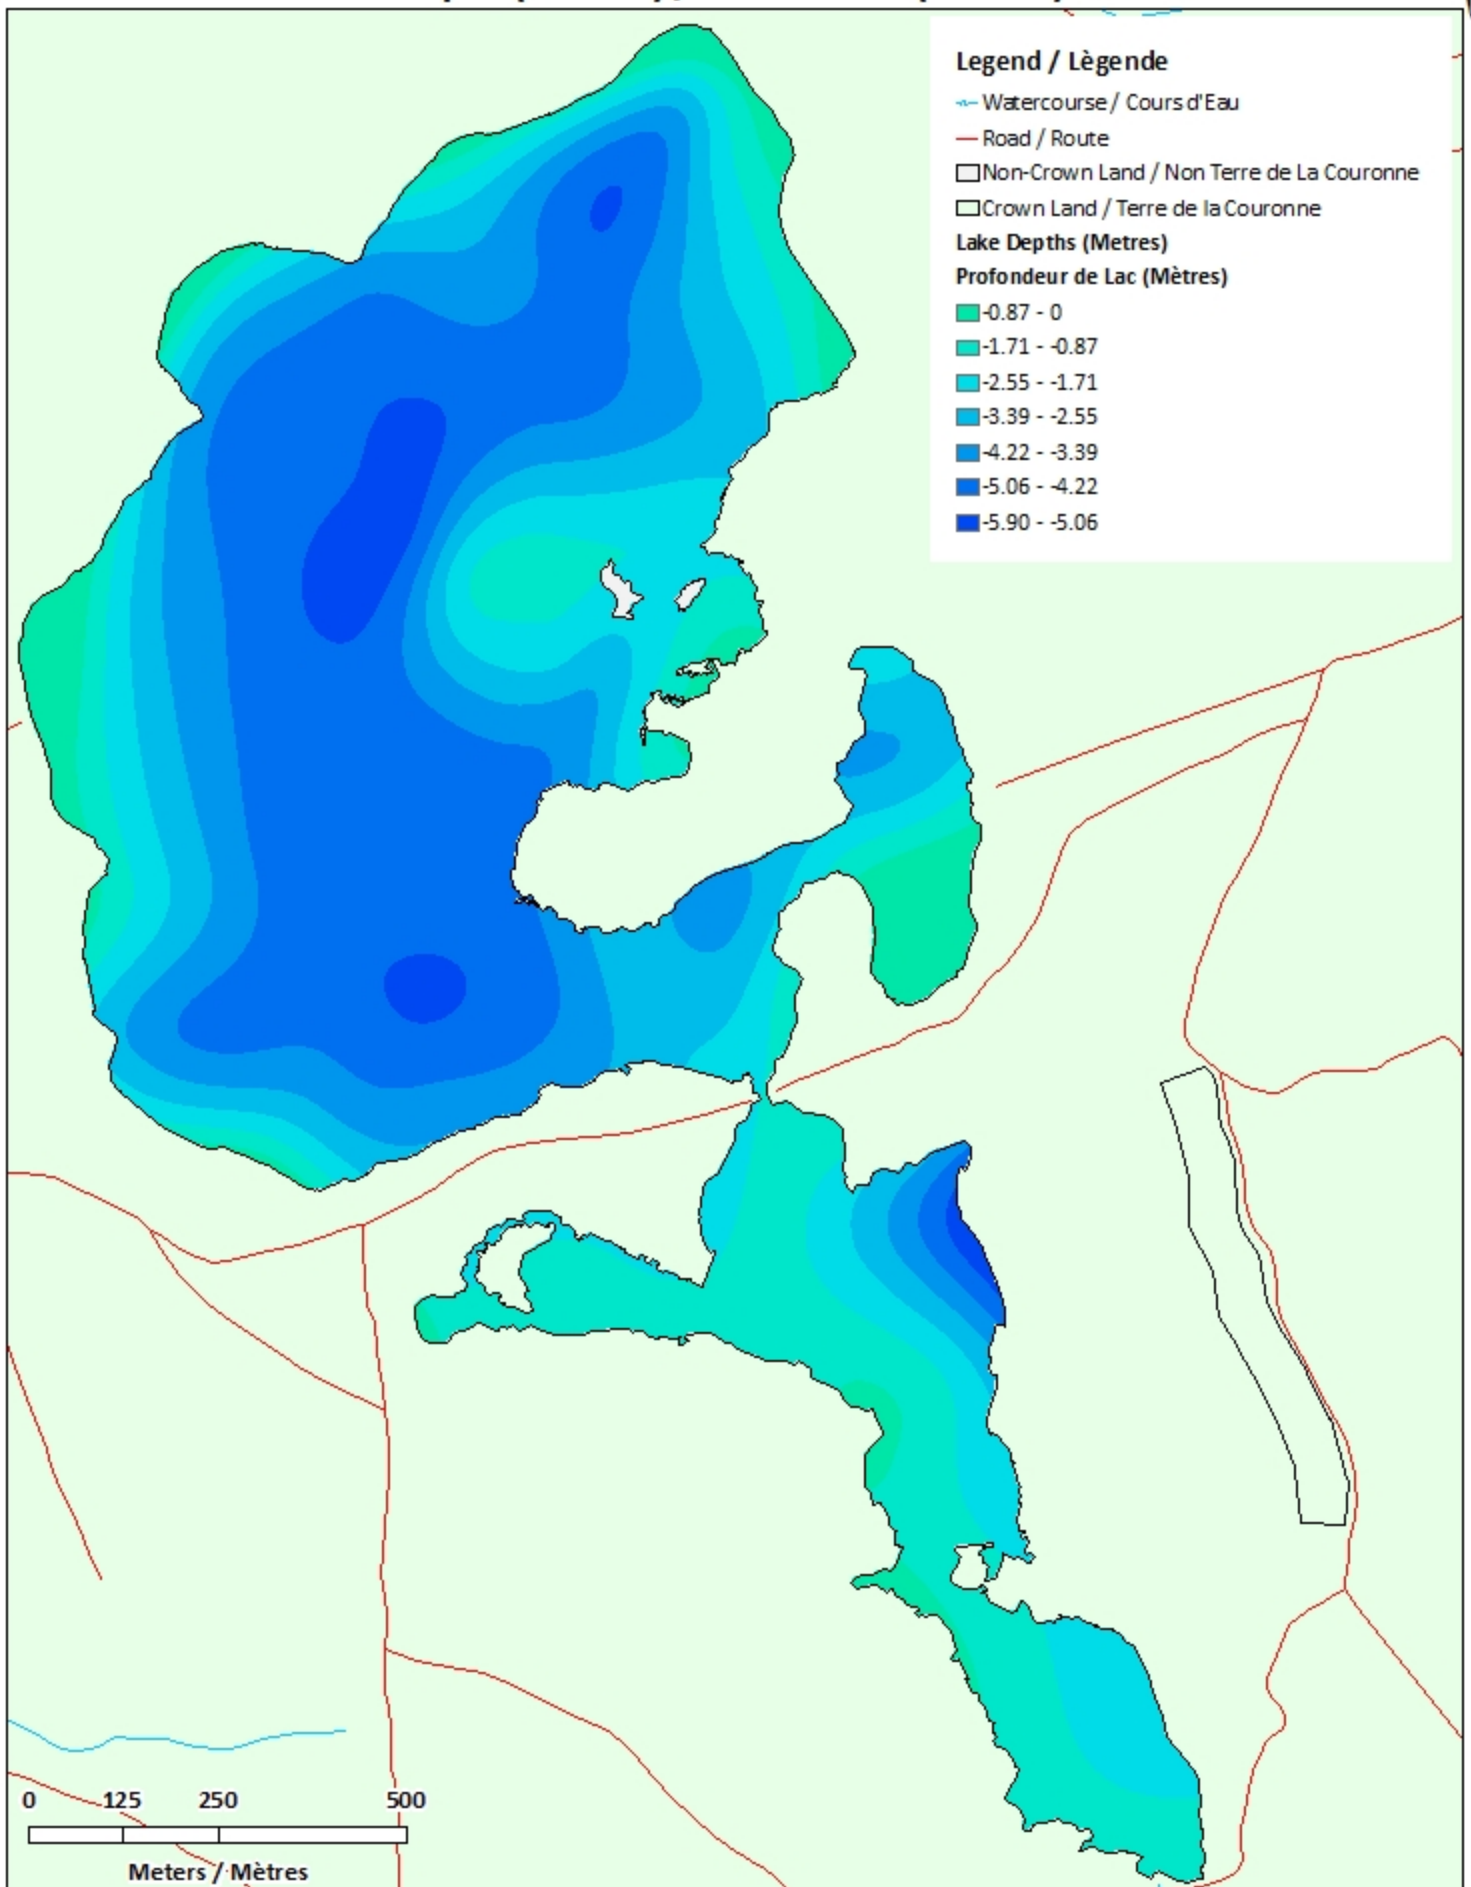 Legend / Lègende
Watercourse / Cours d'Eau
Road / Route
Non-Crown Land / Non Terre de La Couronne
Crown Land / Terre de la Couronne
Lake Depths (Metres)
Profondeur de Lac (Mètres)
-0.87 - 0
-1.71 - -0.87
-2.55 - -1.71
-3.39 - -2.55
-4.22 - -3.39
-5.06 - -4.22
-5.90 - -5.06
0 125 250 500
Meters / Mètres